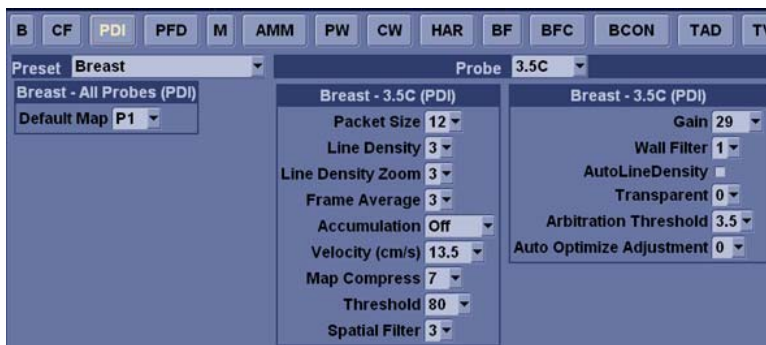 B CF PDI PFD M AMM PW CW HAR BF BFC BCON TAD
Preset Breast Probe 3.5C
Breast - All Probes (PDI)
Default Map P1
Breast - 3.5C (PDI)
Packet Size 12
Line Density 3
Line Density Zoom 3
Frame Average 3
Accumulation Off
Velocity (cm/s) 13.5
Map Compress 7
Threshold 80
Spatial Filter 3
Breast - 3.5C (PDI)
Gain 29
Wall Filter 1
AutoLineDensity
Transparent 0
Arbitration Threshold 3.5
Auto Optimize Adjustment 0